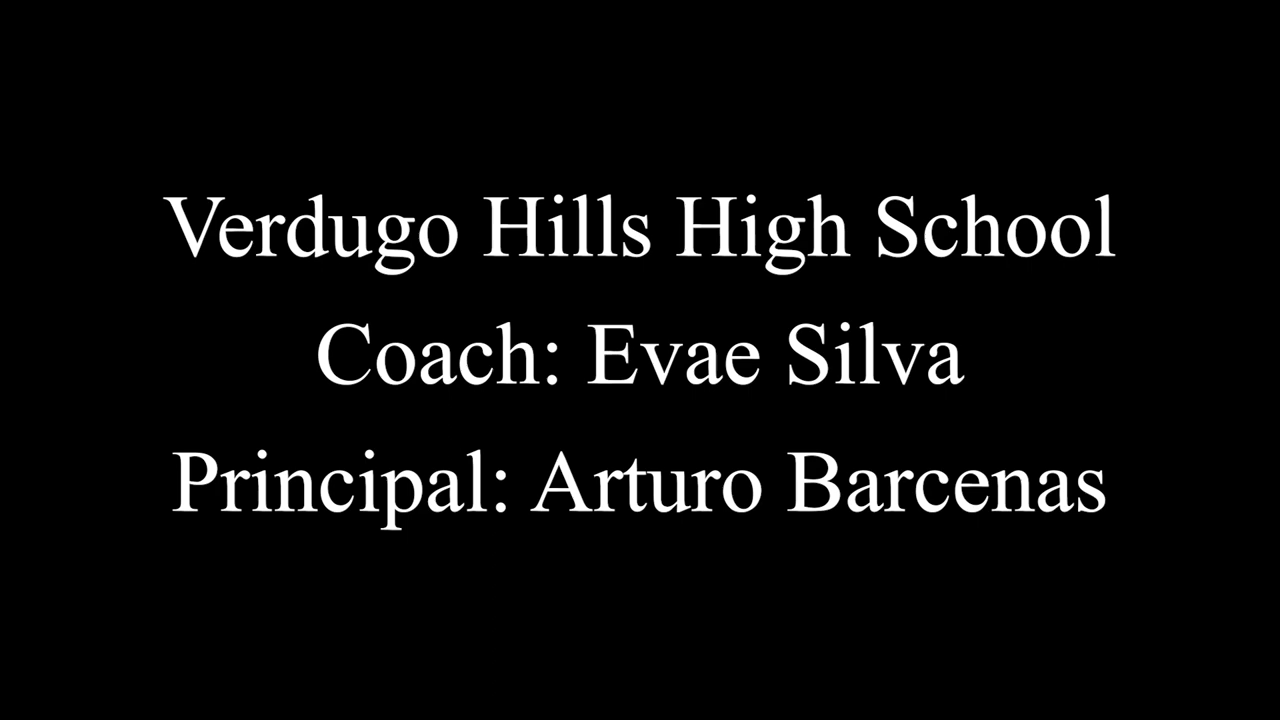 Verdugo Hills High School
Coach: Evae Silva
Principal: Arturo Barcenas